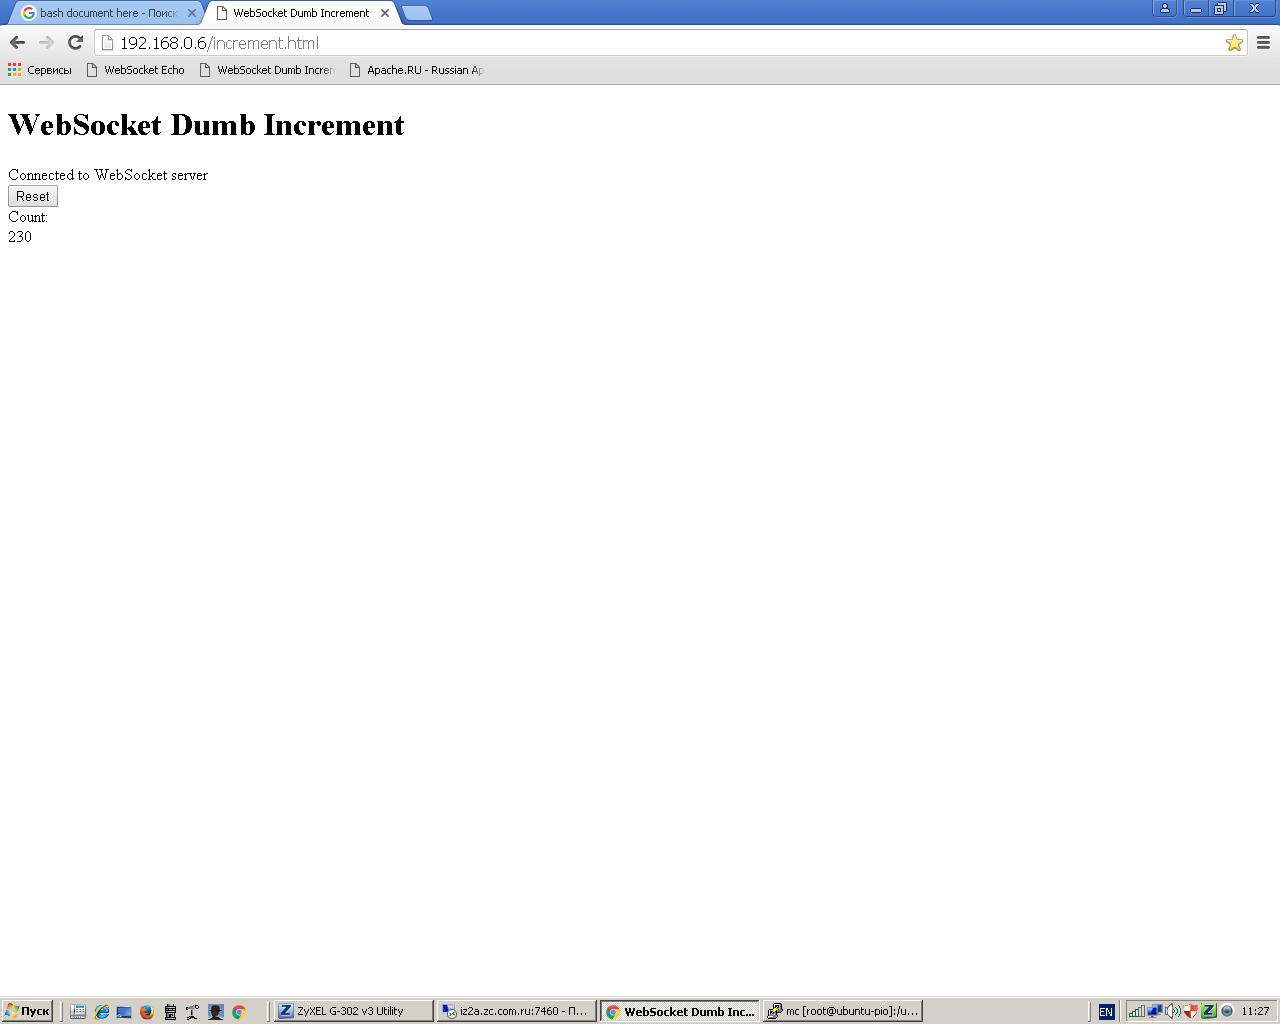 bash document here - Поиск
WebSocket Dumb Increment
192.168.0.6/increment.html
Сервисы WebSocket Echo WebSocket Dumb Increm Apache.RU - Russian Ap
WebSocket Dumb Increment
Connected to WebSocket server
Reset
Count:
230
Пуск ZyXEL G-302 v3 Utility iz2a.zc.com.ru:7460 - П... WebSocket Dumb Inc... mc [root@ubuntu-pio]:/u... EN 11:27